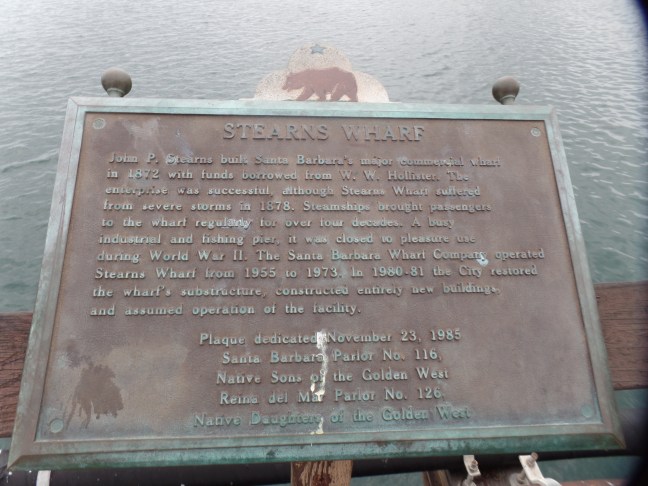 STEARNS WHARF
John P. Stearns built Santa Barbara's major commercial wharf
in 1872 with funds borrowed from W. W. Hollister. The
enterprise was successful, although Stearns Wharf suffered
from severe storms in 1878. Steamships brought passengers
to the wharf regularly for over four decades. A busy
industrial and fishing pier, it was closed to pleasure use
during World War II. The Santa Barbara Wharf Company operated
Stearns Wharf from 1955 to 1973. In 1980-81 the City restored
the wharf's substructure, constructed entirely new buildings,
and assumed operation of the facility.
Plaque dedicated November 23, 1985
Santa Barbara Parlor No. 116,
Native Sons of the Golden West
Reina del Mar Parlor No. 126,
Native Daughters of the Golden West